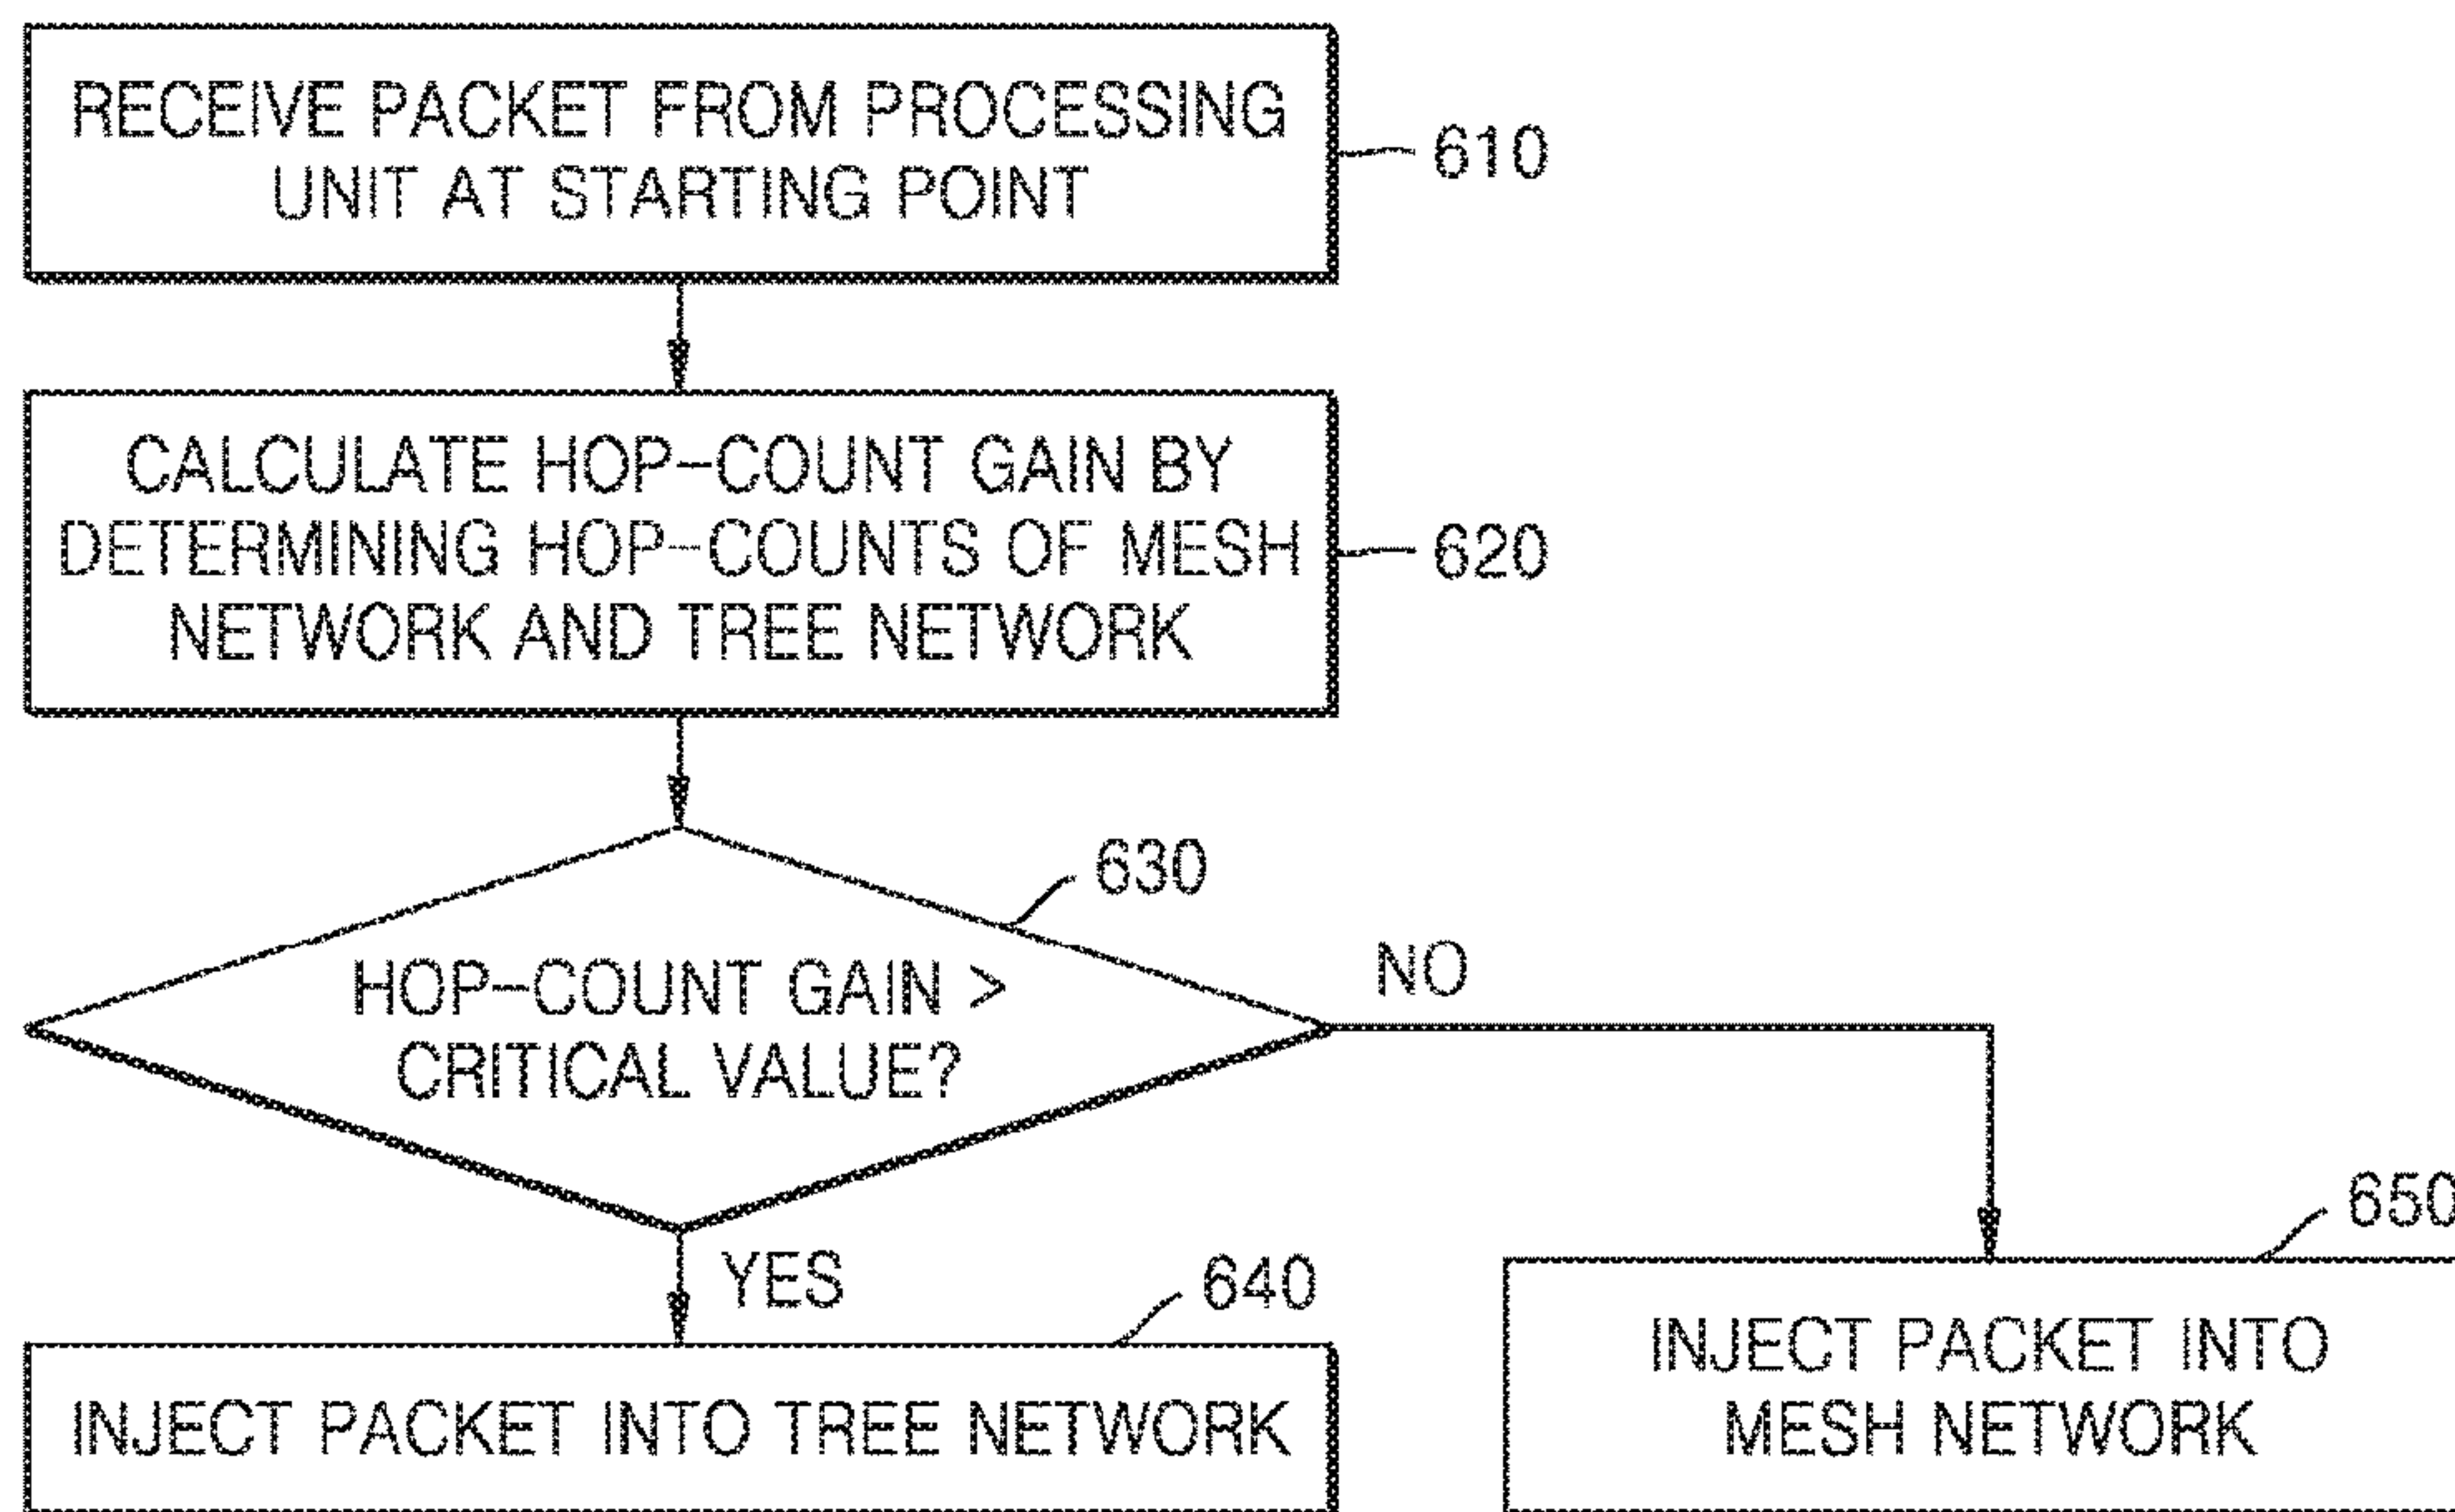 RECEIVE PACKET FROM PROCESSING
UNIT AT STARTING POINT
610
CALCULATE HOP-COUNT GAIN BY
DETERMINING HOP-COUNTS OF MESH
NETWORK AND TREE NETWORK
620
630
HOP-COUNT GAIN >
CRITICAL VALUE?
NO
YES
640
INJECT PACKET INTO TREE NETWORK
650
INJECT PACKET INTO
MESH NETWORK